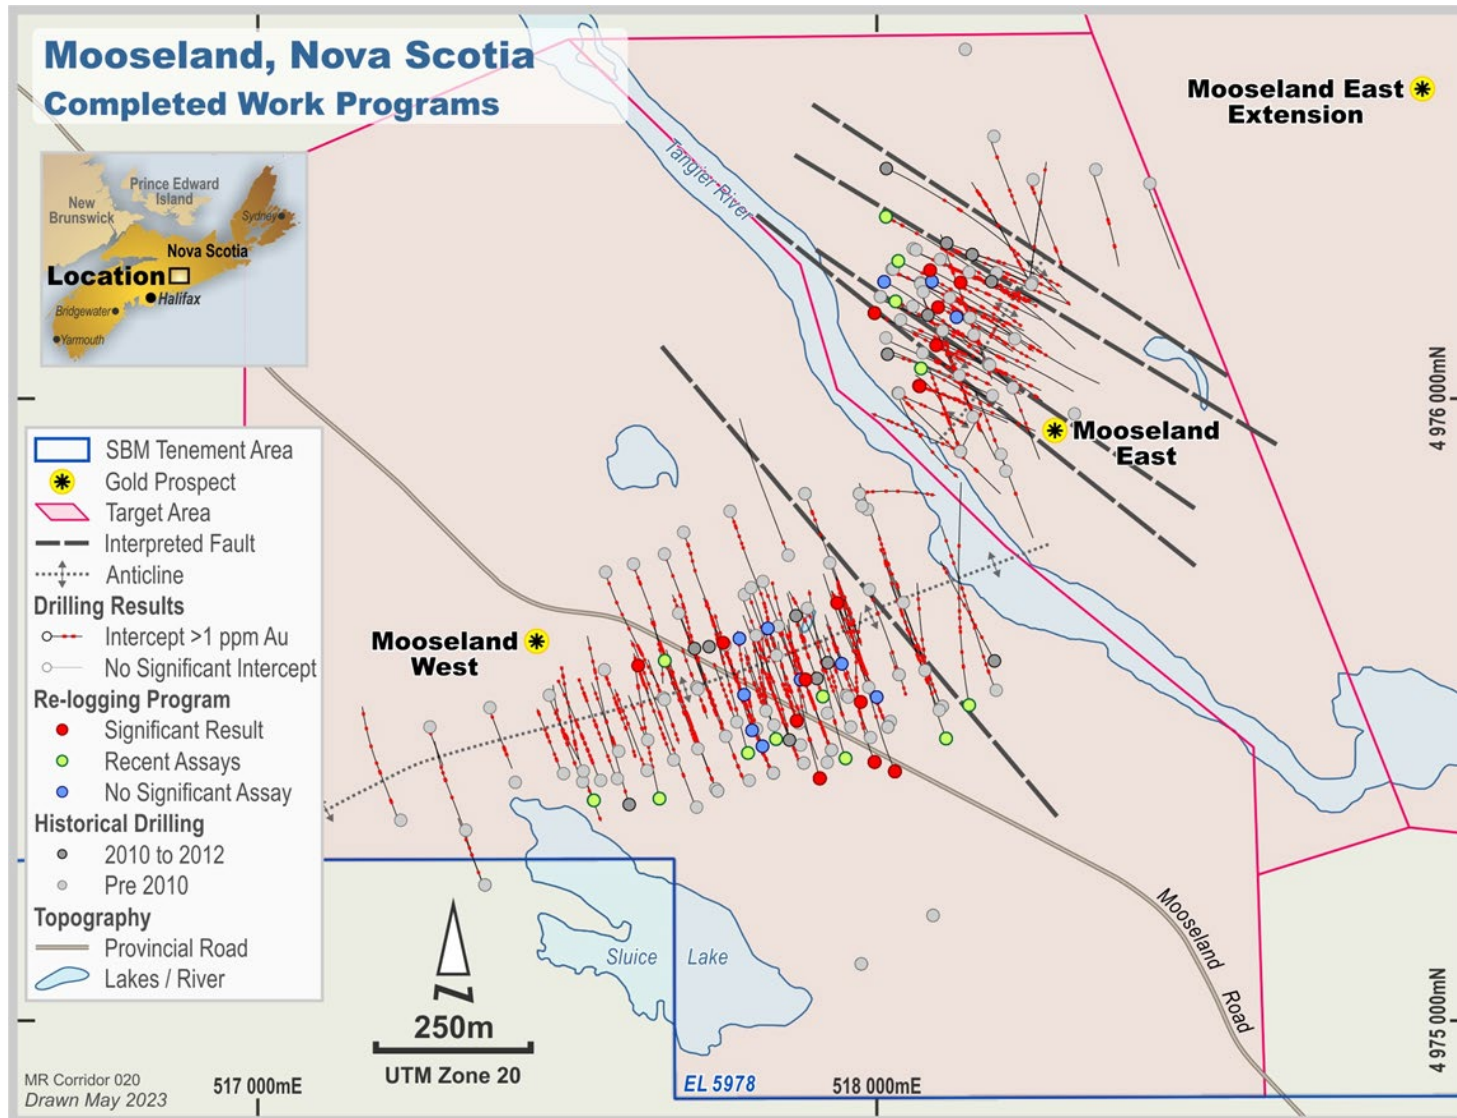 Mooseland, Nova Scotia
Completed Work Programs
Mooseland East
Extension
Tangier River
Prince Edward
Island
New
Brunswick
Sydney
Nova Scotia
Location
Halifax
Bridgewater
Yarmouth
4 976 000mN
Mooseland
East
SBM Tenement Area
Gold Prospect
Target Area
Interpreted Fault
Anticline
Drilling Results
Intercept >1 ppm Au
No Significant Intercept
Re-logging Program
Significant Result
Recent Assays
No Significant Assay
Historical Drilling
2010 to 2012
Pre 2010
Topography
Provincial Road
Lakes / River
Mooseland
West
Mooseland Road
Sluice Lake
N
250m
UTM Zone 20
4 975 000mN
MR Corridor 020
Drawn May 2023
517 000mE
EL 5978
518 000mE